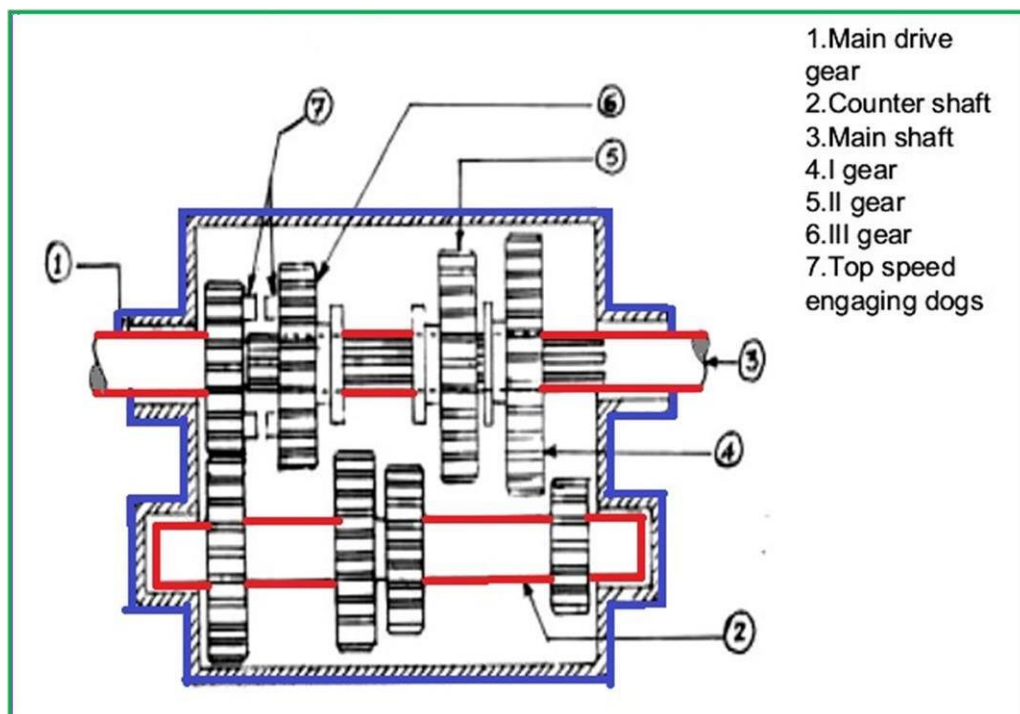 1.Main drive
gear
2.Counter shaft
3.Main shaft
4.I gear
5.II gear
6.III gear
7.Top speed
engaging dogs
7
6
5
1
3
4
2